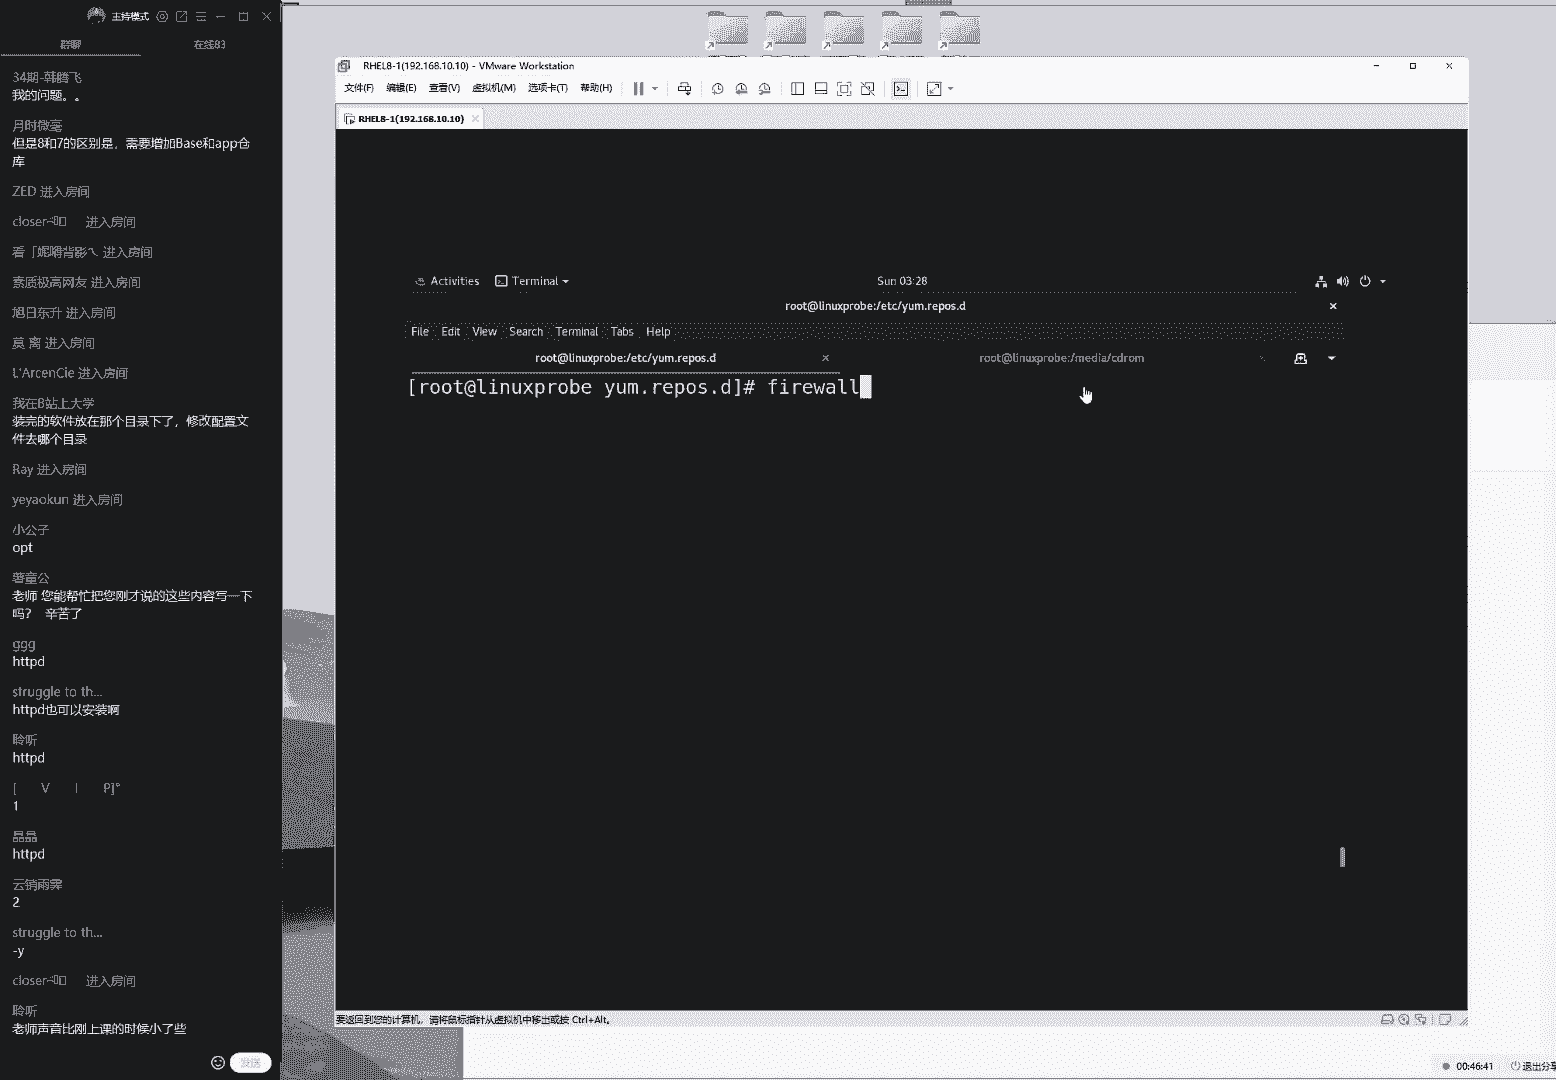 主持模式
群聊
在线83
34期-韩腾飞
我的问题。。
月时微毫
但是8和7的区别是，需要增加Base和app仓
库
ZED 进入房间
进入房间
进入房间
素质极高网友 进入房间
旭日东升 进入房间
莫 离 进入房间
L'ArcenCie 进入房间
我在B站上大学
装完的软件放在那个目录下了，修改配置文
件去哪个目录
Ray 进入房间
yeyaokun 进入房间
小公子
opt
老师 您能帮忙把您刚才说的这些内容写一下
吗？ 辛苦了
ggg
httpd
struggle to th...
httpd也可以安装啊
聆听
httpd
[ V I P]°
1
晶晶
httpd
云销雨霁
2
struggle to th...
-y
进入房间
聆听
老师声音比刚上课的时候小了些
发送
RHEL8-1(192.168.10.10) - VMware Workstation
文件(F) 编辑(E) 查看(V) 虚拟机(M) 选项卡(T) 帮助(H)
RHEL8-1(192.168.10.10)
Activities Terminal Sun 03:28
root@linuxprobe:/etc/yum.repos.d
File Edit View Search Terminal Tabs Help
root@linuxprobe:/etc/yum.repos.d root@linuxprobe:/media/cdrom
[root@linuxprobe yum.repos.d]# firewall
要返回到您的计算机，请将鼠标指针从虚拟机中移出或按 Ctrl+Alt。
00:46:41 退出分享